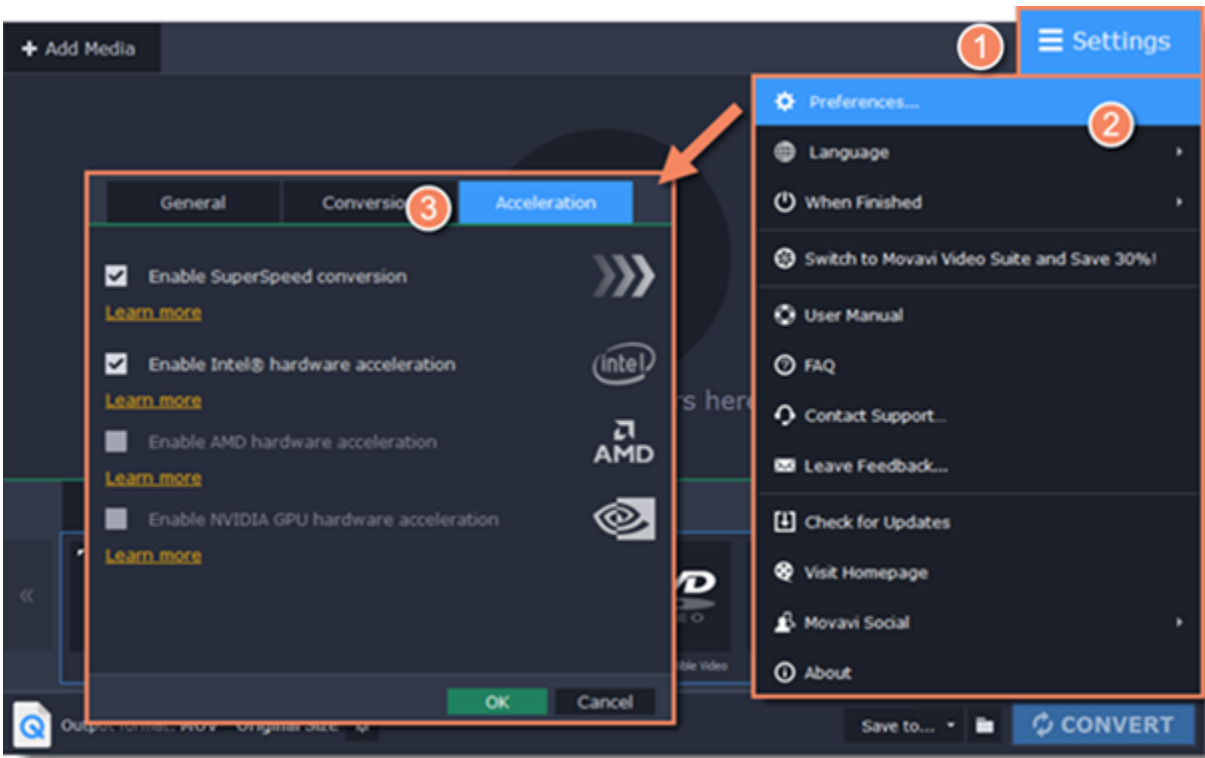 Add Media
1
Settings
Preferences...
2
Language
When Finished
Switch to Movavi Video Suite and Save 30%!
User Manual
FAQ
Contact Support...
Leave Feedback...
Check for Updates
Visit Homepage
Movavi Social
About
General
3
Acceleration
Enable SuperSpeed conversion
Learn more
Enable Intel® hardware acceleration
intel
Learn more
Enable AMD hardware acceleration
AMD
Learn more
Enable NVIDIA GPU hardware acceleration
Learn more
OK Cancel
here
Video
Save to...
CONVERT